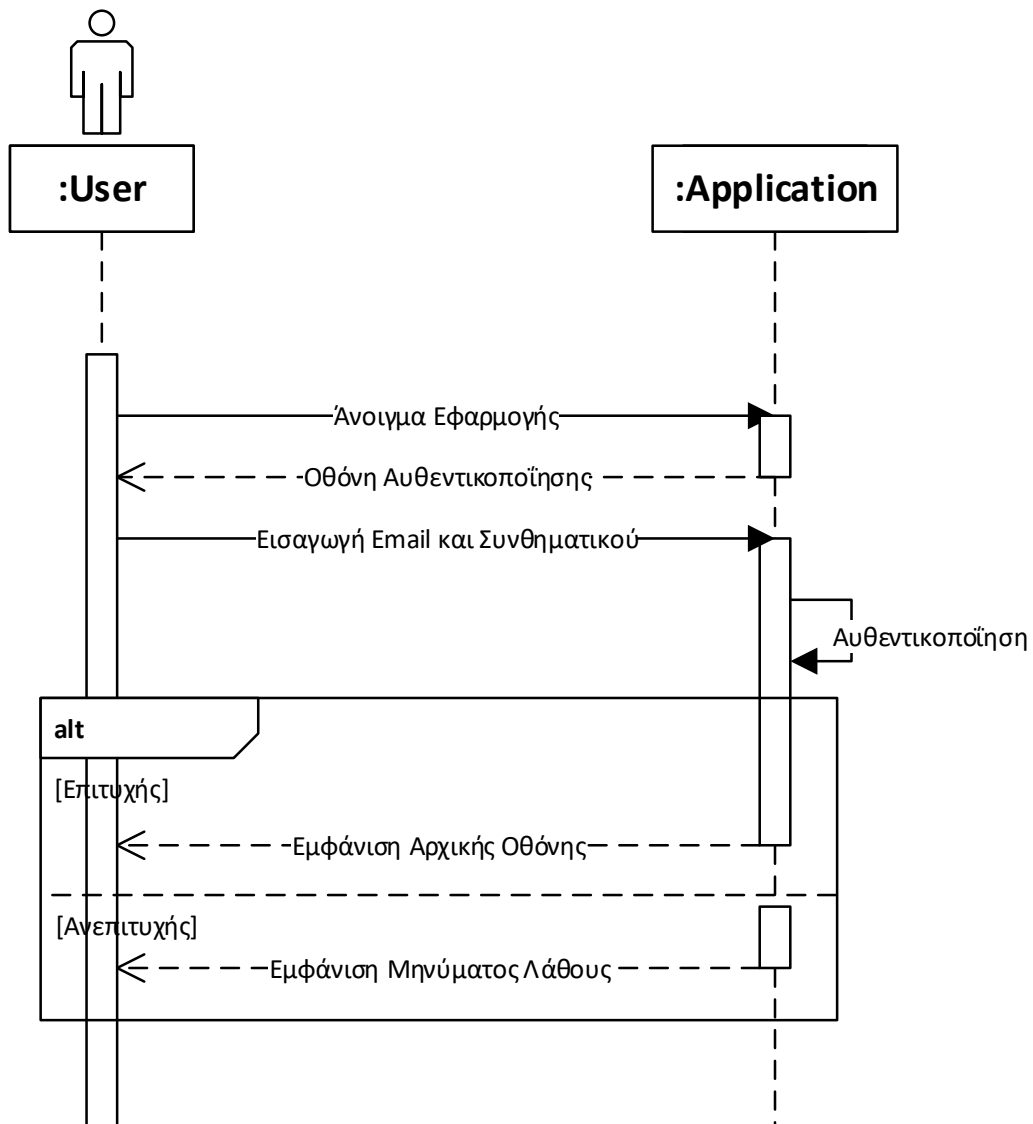 :User
:Application
Άνοιγμα Εφαρμογής
Οθόνη Αυθεντικοποΐησης
Εισαγωγή Email και Συνθηματικού
Αυθεντικοποΐηση
alt
[Επιτυχής]
Εμφάνιση Αρχικής Οθόνης
[Ανεπιτυχής]
Εμφάνιση Μηνύματος Λάθους